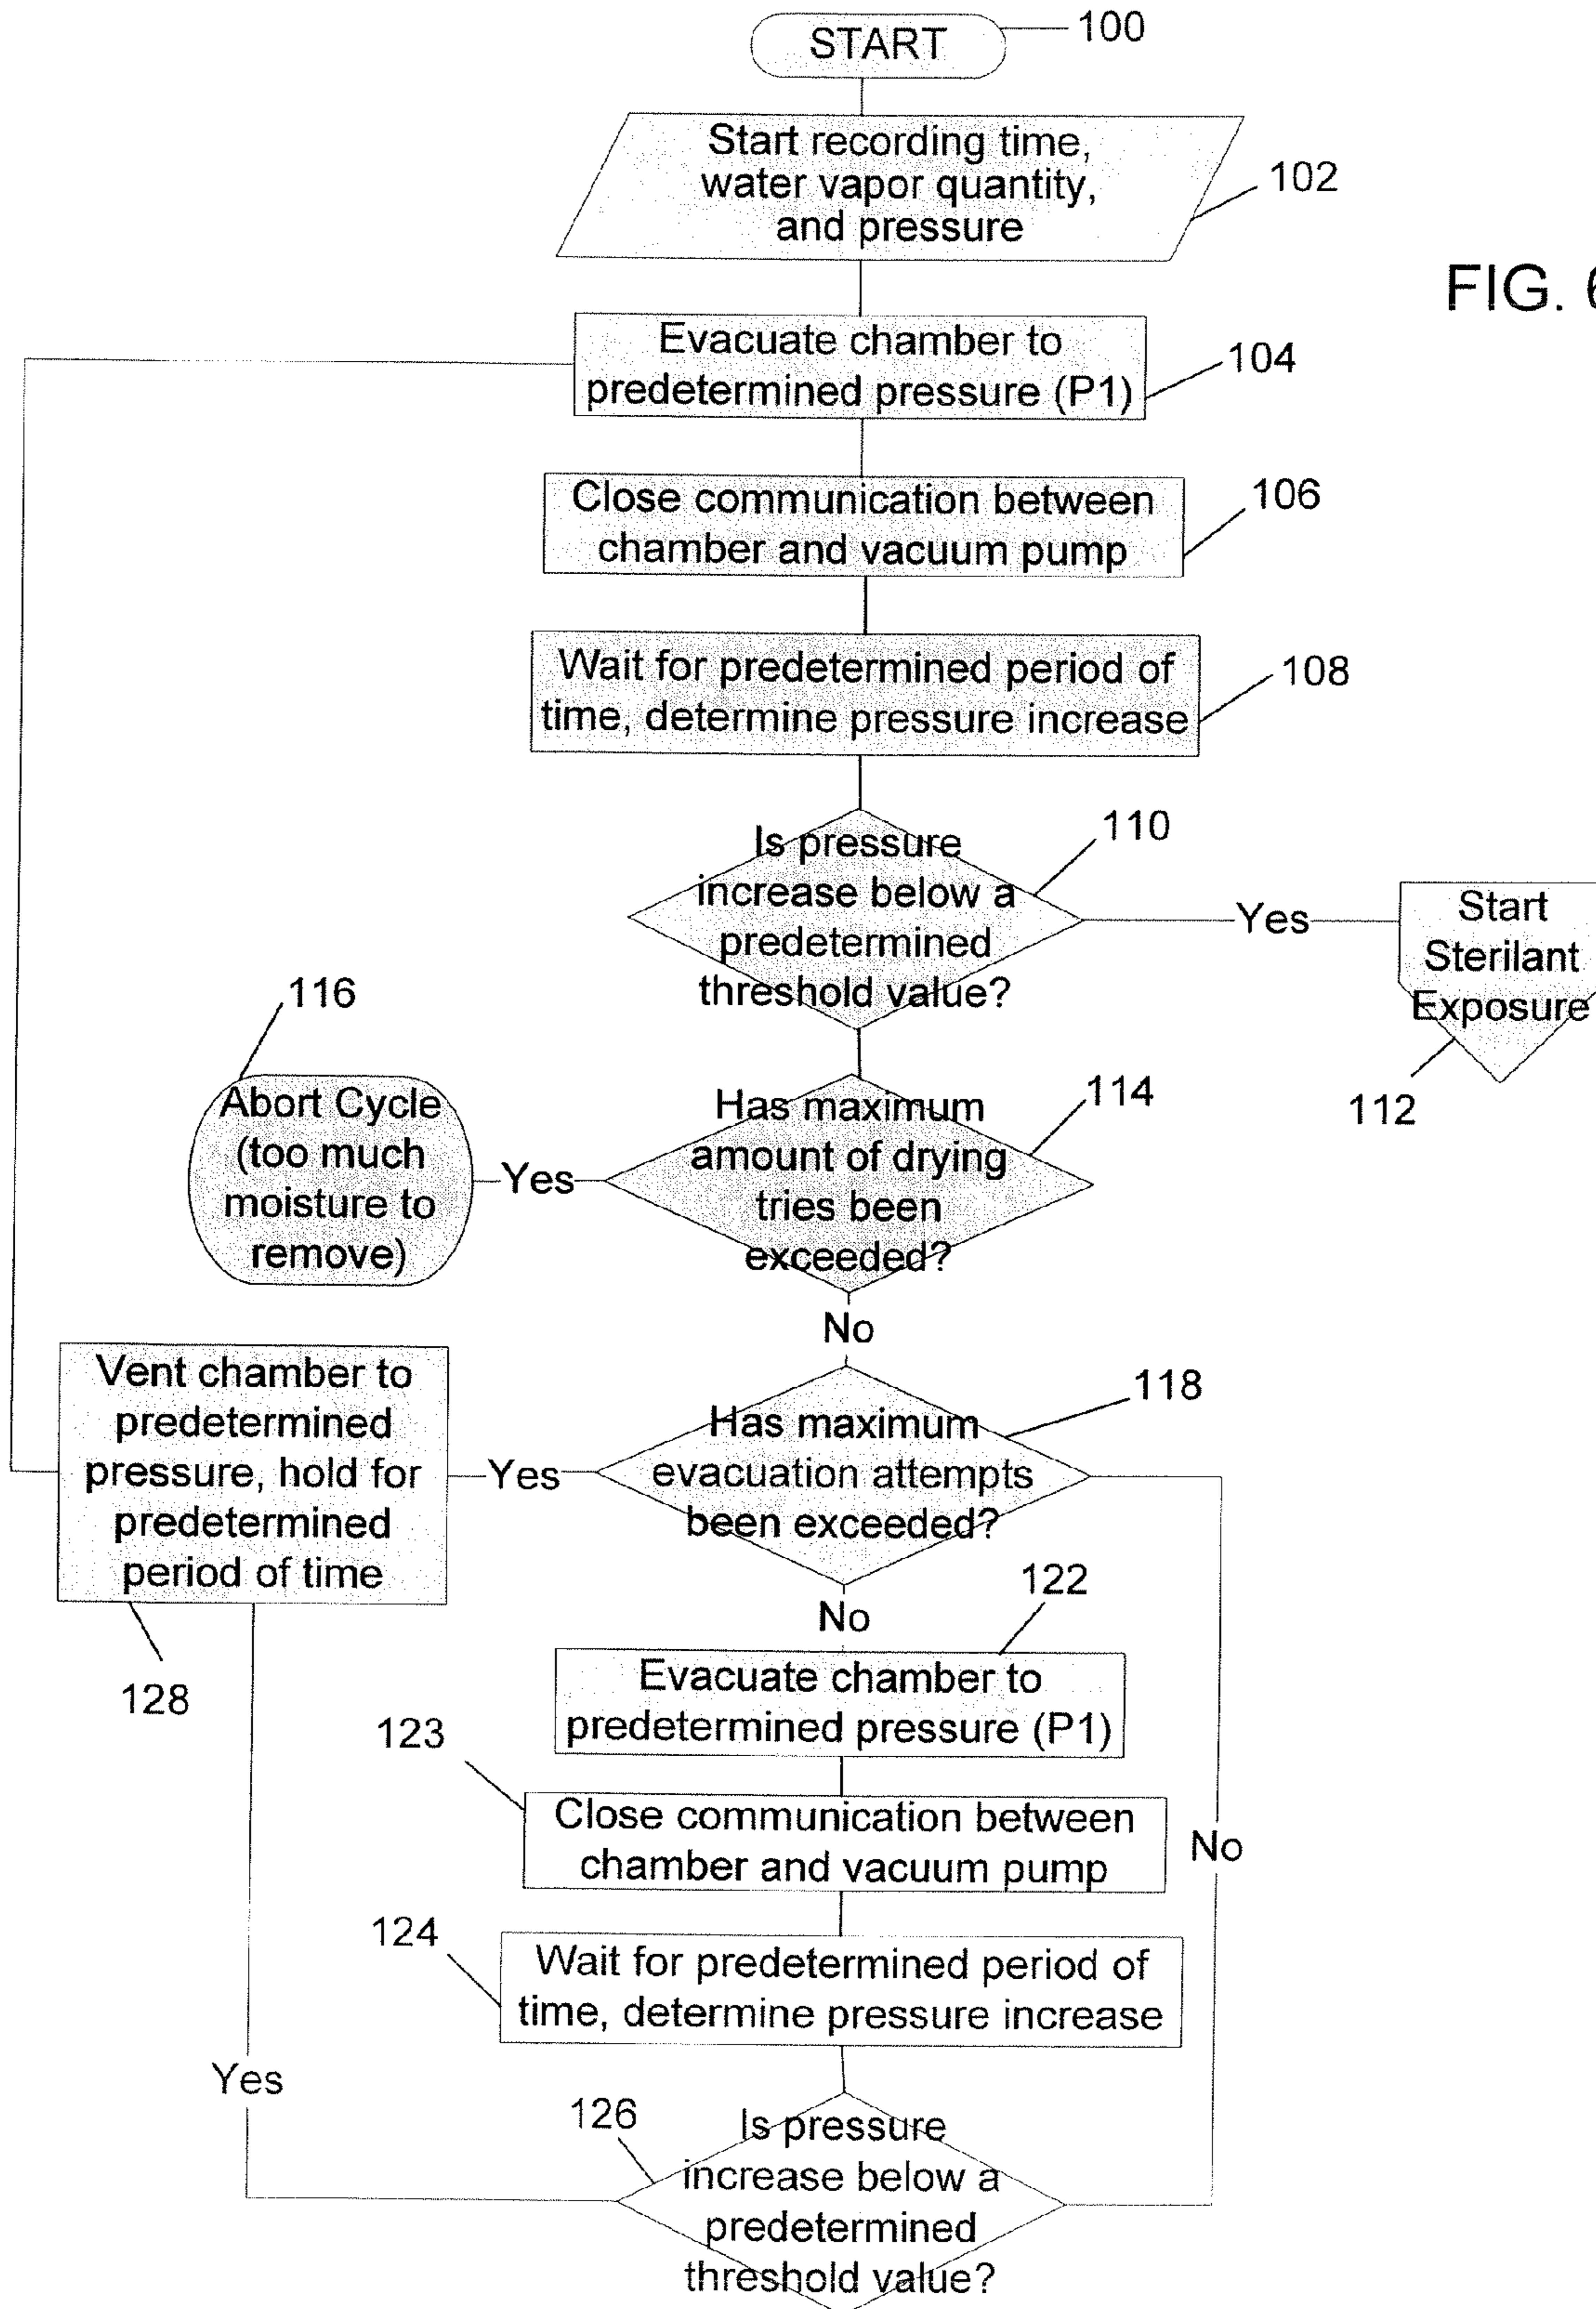 START
100
Start recording time,
water vapor quantity,
and pressure
102
FIG. 6
Evacuate chamber to
predetermined pressure (P1)
104
Close communication between
chamber and vacuum pump
106
Wait for predetermined period of
time, determine pressure increase
108
Is pressure
increase below a
predetermined
threshold value?
110
Yes
Start
Sterilant
Exposure
112
116
Abort Cycle
(too much
moisture to
remove)
Yes
Has maximum
amount of drying
tries been
exceeded?
114
No
Vent chamber to
predetermined
pressure, hold for
predetermined
period of time
128
Yes
Has maximum
evacuation attempts
been exceeded?
118
No
122
Evacuate chamber to
predetermined pressure (P1)
123
Close communication between
chamber and vacuum pump
No
124
Wait for predetermined period of
time, determine pressure increase
Yes
126
Is pressure
increase below a
predetermined
threshold value?